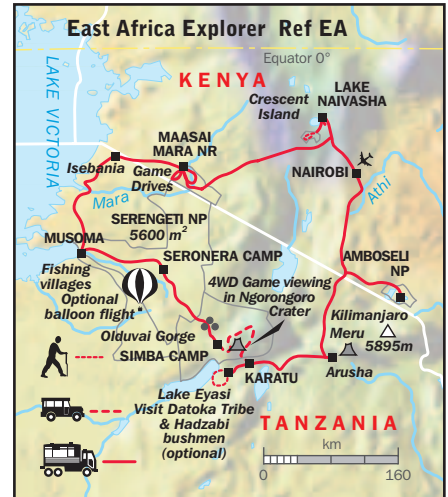 East Africa Explorer Ref EA
Equator 0°
KENYA
LAKE VICTORIA
LAKE
NAIVASHA
Crescent
Island
MAASAI
MARA NR
Isebania
Game
Drives
NAIROBI
Mara
Athi
SERENGETI NP
5600 m²
MUSOMA
SERONERA CAMP
AMBOSELI
NP
Fishing
villages
Optional
balloon flight
4WD Game viewing
in Ngorongoro
Crater
Kilimanjaro
5895m
Meru
Olduvai Gorge
SIMBA CAMP
KARATU
Arusha
Lake Eyasi
Visit Datoka Tribe
& Hadzabi
bushmen
(optional)
TANZANIA
km
0 160